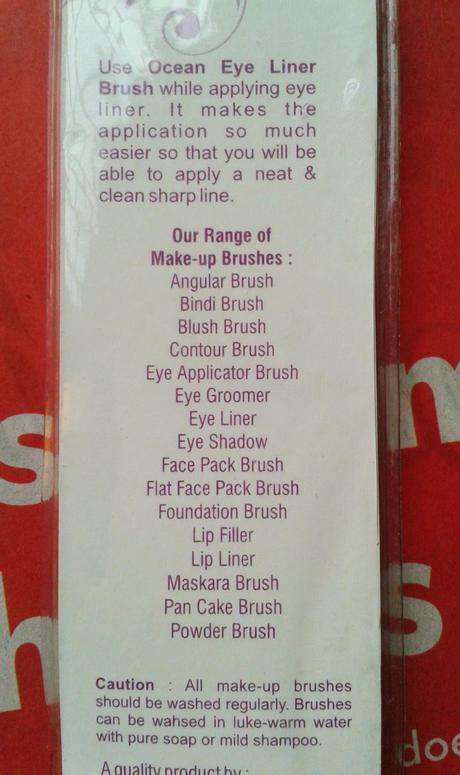 Use Ocean Eye Liner
Brush while applying eye
liner. It makes the
application so much
easier so that you will be
able to apply a neat &
clean sharp line.
Our Range of
Make-up Brushes :
Angular Brush
Bindi Brush
Blush Brush
Contour Brush
Eye Applicator Brush
Eye Groomer
Eye Liner
Eye Shadow
Face Pack Brush
Flat Face Pack Brush
Foundation Brush
Lip Filler
Lip Liner
Maskara Brush
Pan Cake Brush
Powder Brush
Caution : All make-up brushes
should be washed regularly. Brushes
can be wahsed in luke-warm water
with pure soap or mild shampoo.
A quality product by :